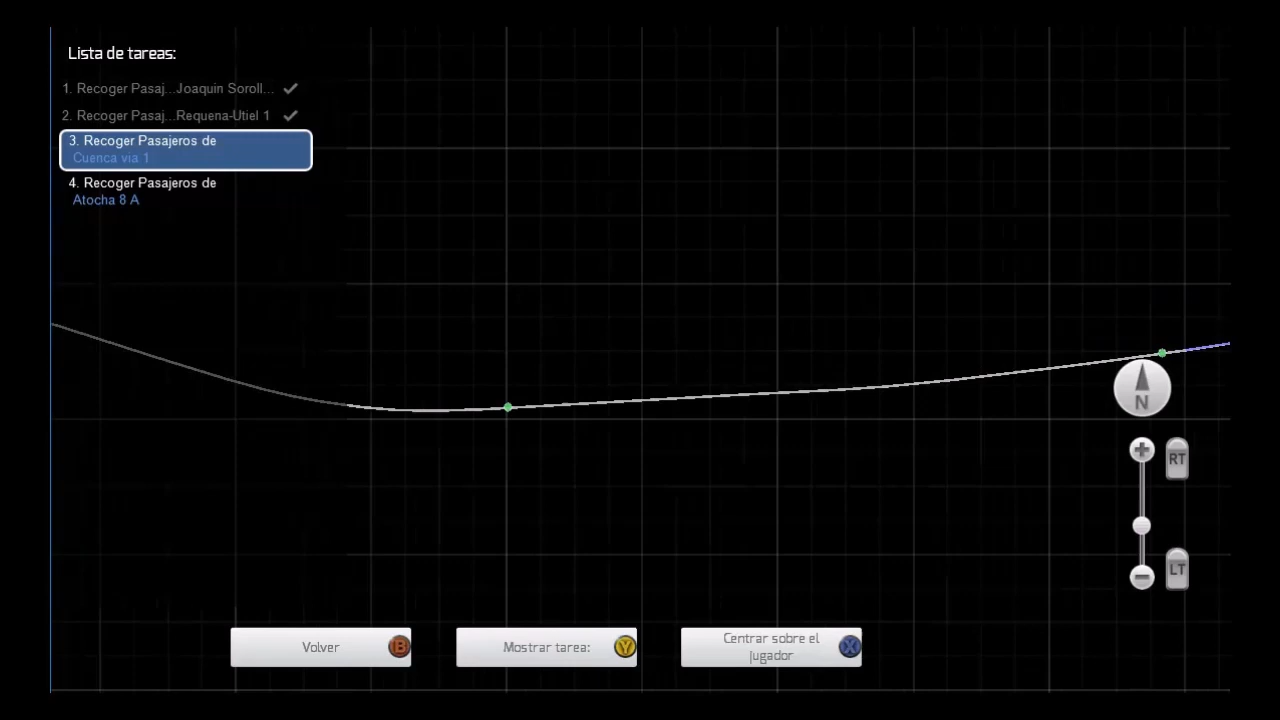 Lista de tareas:
1. Recoger Pasaj...Joaquin Soroll...
2. Recoger Pasaj...Requena-Utiel 1
3. Recoger Pasajeros de
Cuenca via 1
4. Recoger Pasajeros de
Atocha 8 A
N
RT
LT
Volver B
Mostrar tarea: Y
Centrar sobre el
jugador X